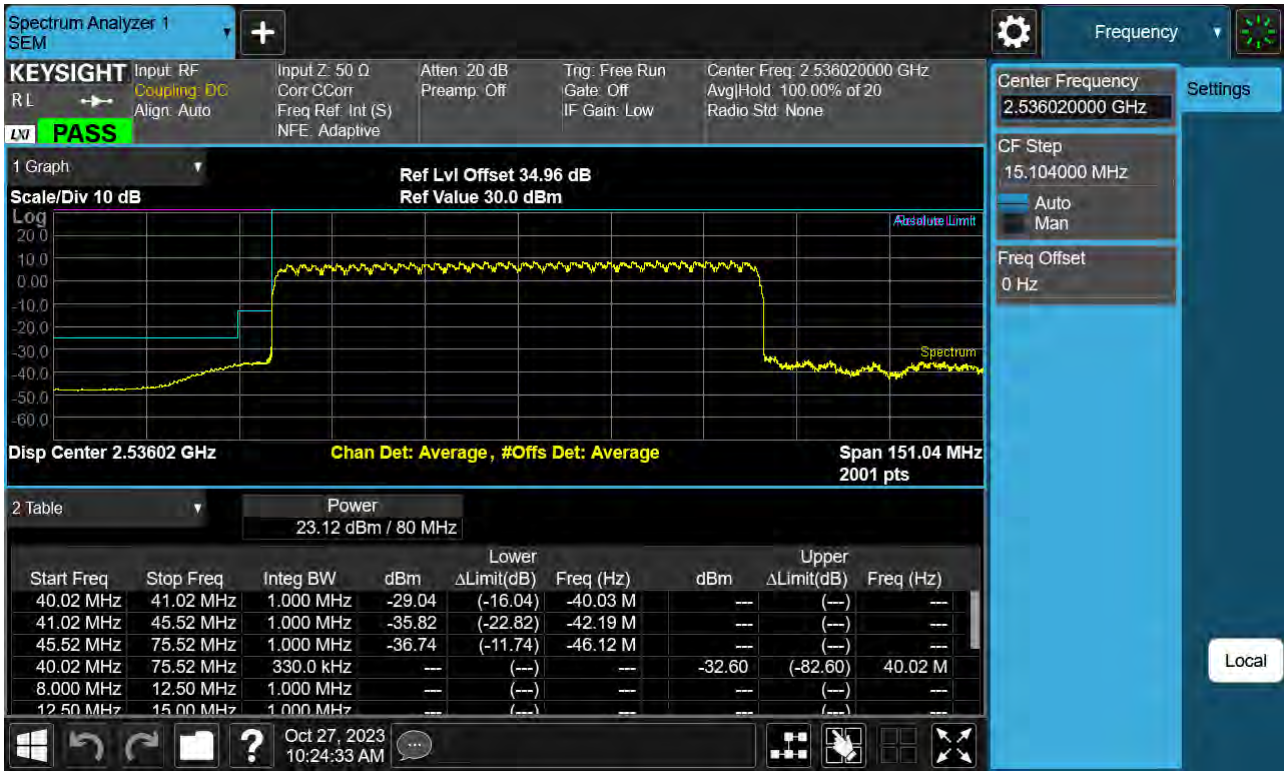 Spectrum Analyzer 1
SEM
+
Frequency
KEYSIGHT
RL
LXI PASS
Input: RF
Coupling: DC
Align: Auto
Input Z: 50 Ω
Corr CCorr
Freq Ref: Int (S)
NFE: Adaptive
Atten: 20 dB
Preamp: Off
Trig: Free Run
Gate: Off
IF Gain: Low
Center Freq: 2.536020000 GHz
Avg|Hold: 100.00% of 20
Radio Std: None
Center Frequency
2.536020000 GHz
Settings
CF Step
15.104000 MHz
Auto
Man
Freq Offset
0 Hz
Local
1 Graph
Scale/Div 10 dB
Ref Lvl Offset 34.96 dB
Ref Value 30.0 dBm
Log
20.0
10.0
0.00
-10.0
-20.0
-30.0
-40.0
-50.0
-60.0
Limit
Spectrum
Disp Center 2.53602 GHz
Chan Det: Average, #Offs Det: Average
Span 151.04 MHz
2001 pts
2 Table
Power
23.12 dBm / 80 MHz
Lower Upper
Start Freq Stop Freq Integ BW dBm ΔLimit(dB) Freq (Hz) dBm ΔLimit(dB) Freq (Hz)
40.02 MHz 41.02 MHz 1.000 MHz -29.04 (-16.04) -40.03 M --- (---) ---
41.02 MHz 45.52 MHz 1.000 MHz -35.82 (-22.82) -42.19 M --- (---) ---
45.52 MHz 75.52 MHz 1.000 MHz -36.74 (-11.74) -46.12 M --- (---) ---
40.02 MHz 75.52 MHz 330.0 kHz --- (---) --- -32.60 (-82.60) 40.02 M
8.000 MHz 12.50 MHz 1.000 MHz --- (---) --- --- (---) ---
12.50 MHz 15.00 MHz 1.000 MHz --- (---) --- --- (---) ---
?
Oct 27, 2023
10:24:33 AM